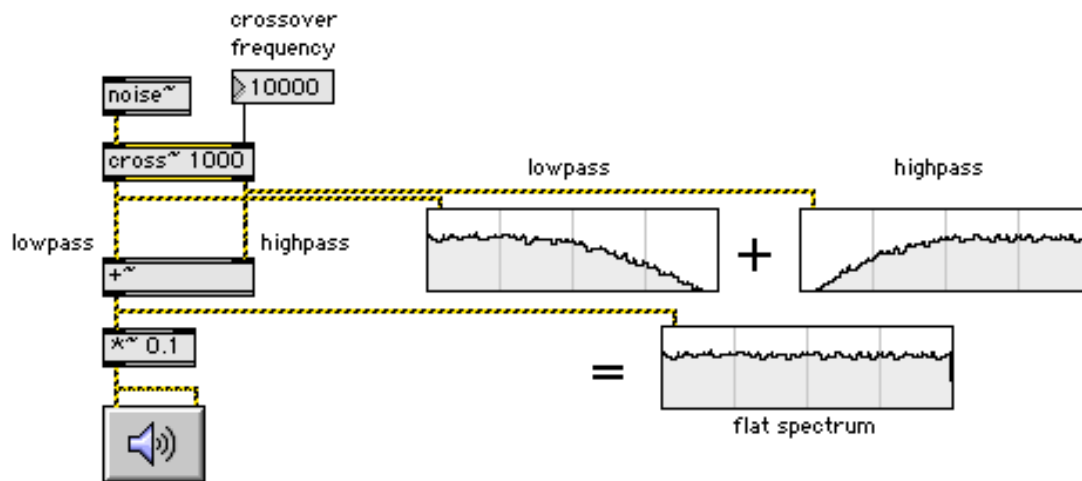 crossover
frequency
noise~
10000
cross~ 1000
lowpass
highpass
lowpass
highpass
+~
+
*~ 0.1
=
flat spectrum